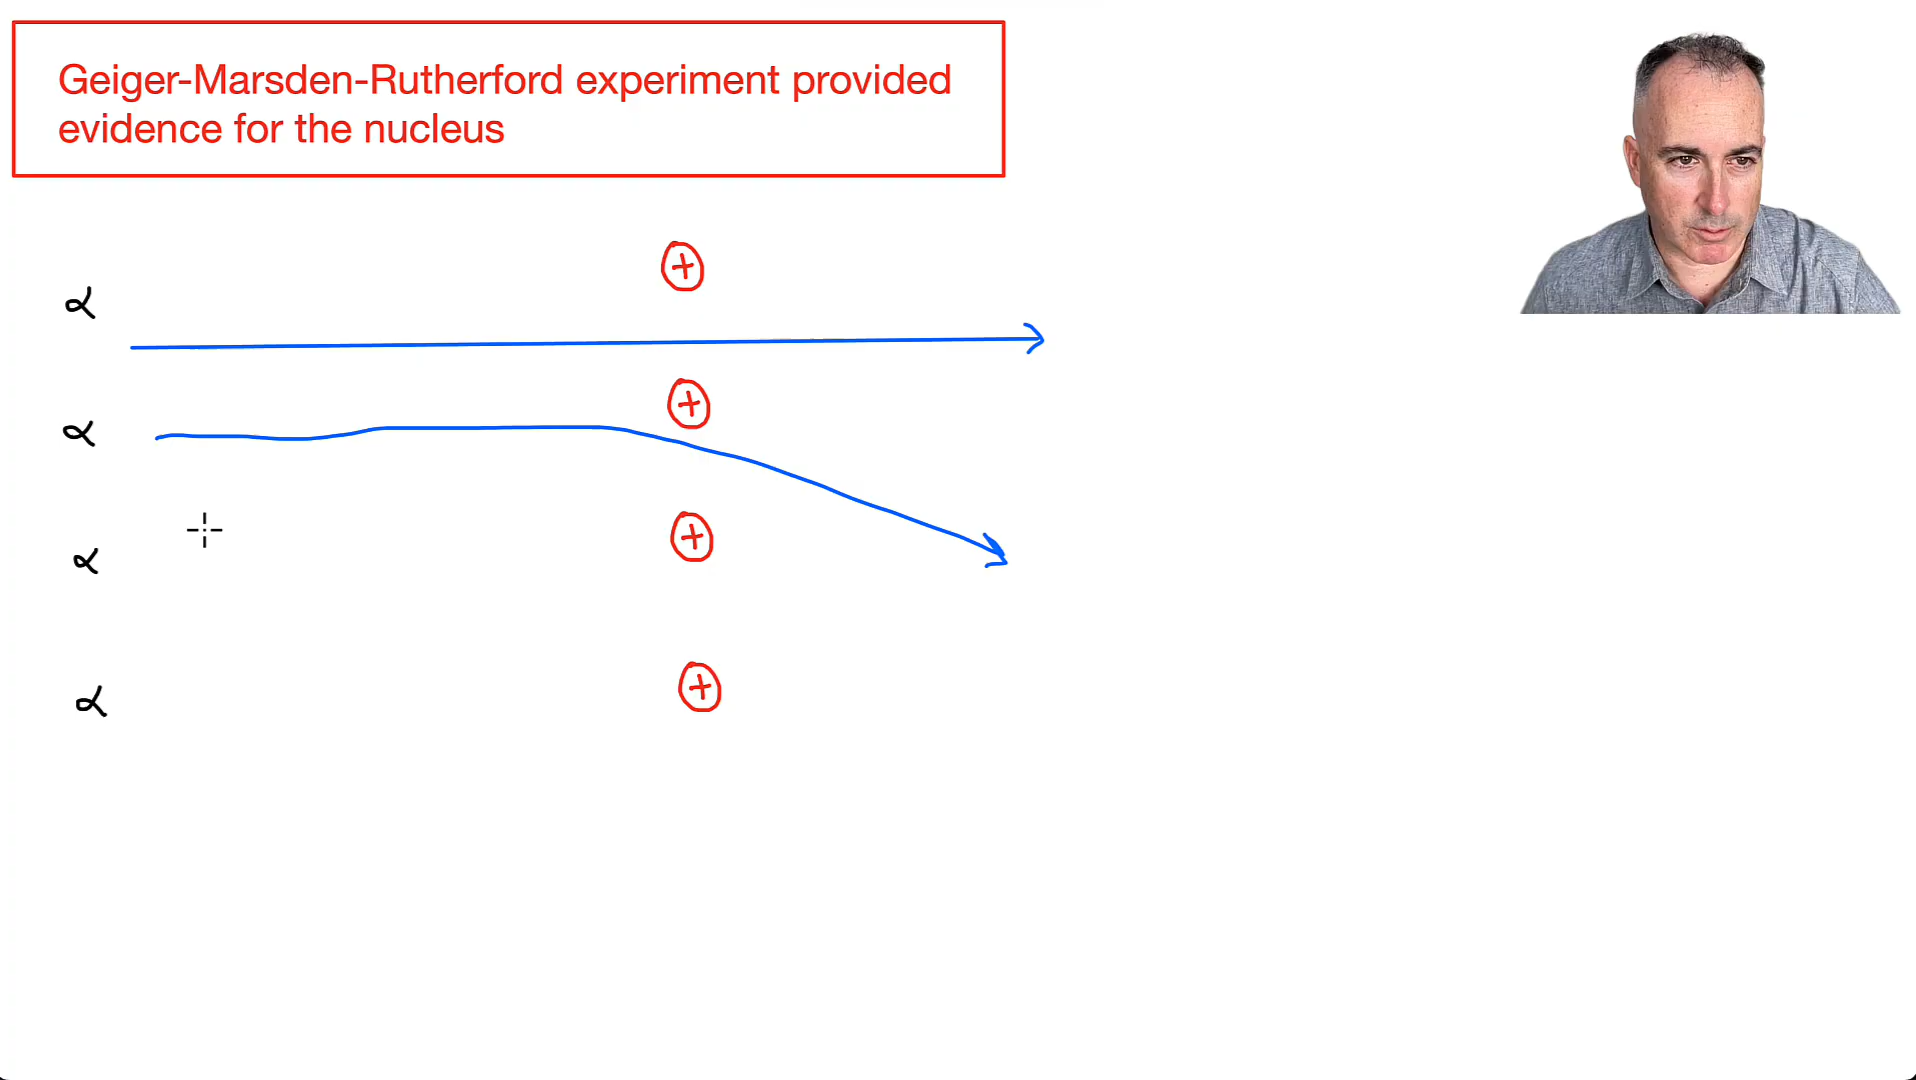 Geiger-Marsden-Rutherford experiment provided
evidence for the nucleus
+
α
+
α
+
α
+
α